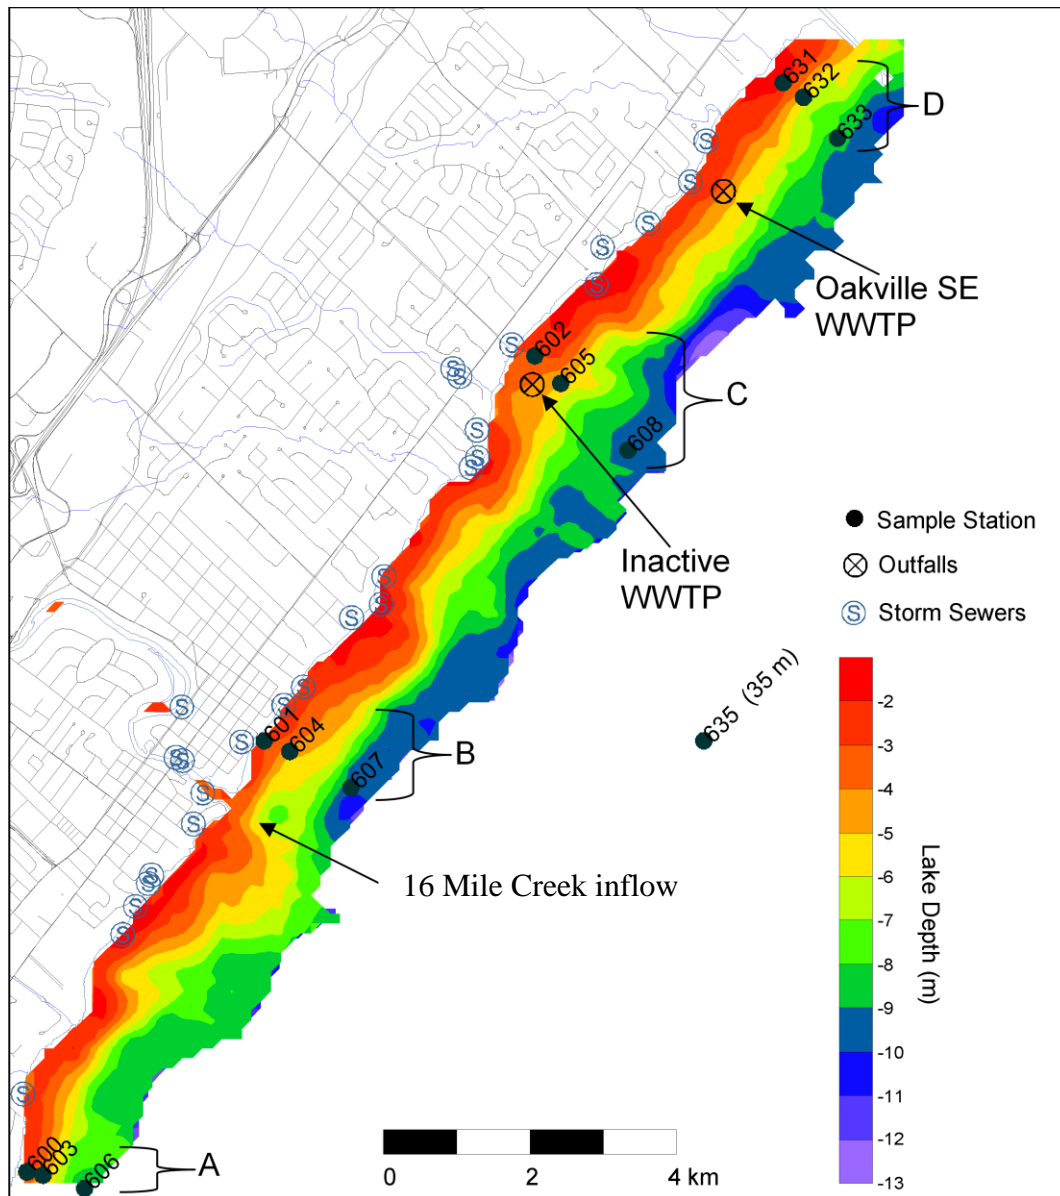 631
632
633
D
S
S
S
S
S
Oakville SE
WWTP
S
602
605
S
S
C
608
S
S
S
Sample Station
Outfalls
S Storm Sewers
Inactive
WWTP
S
S
S
635 (35 m)
S
S
S
601
604
S
B
607
S
S
S
S
16 Mile Creek inflow
S
S
S
S
S
600
603
606
A
0 2 4 km
Lake Depth (m)
-2
-3
-4
-5
-6
-7
-8
-9
-10
-11
-12
-13